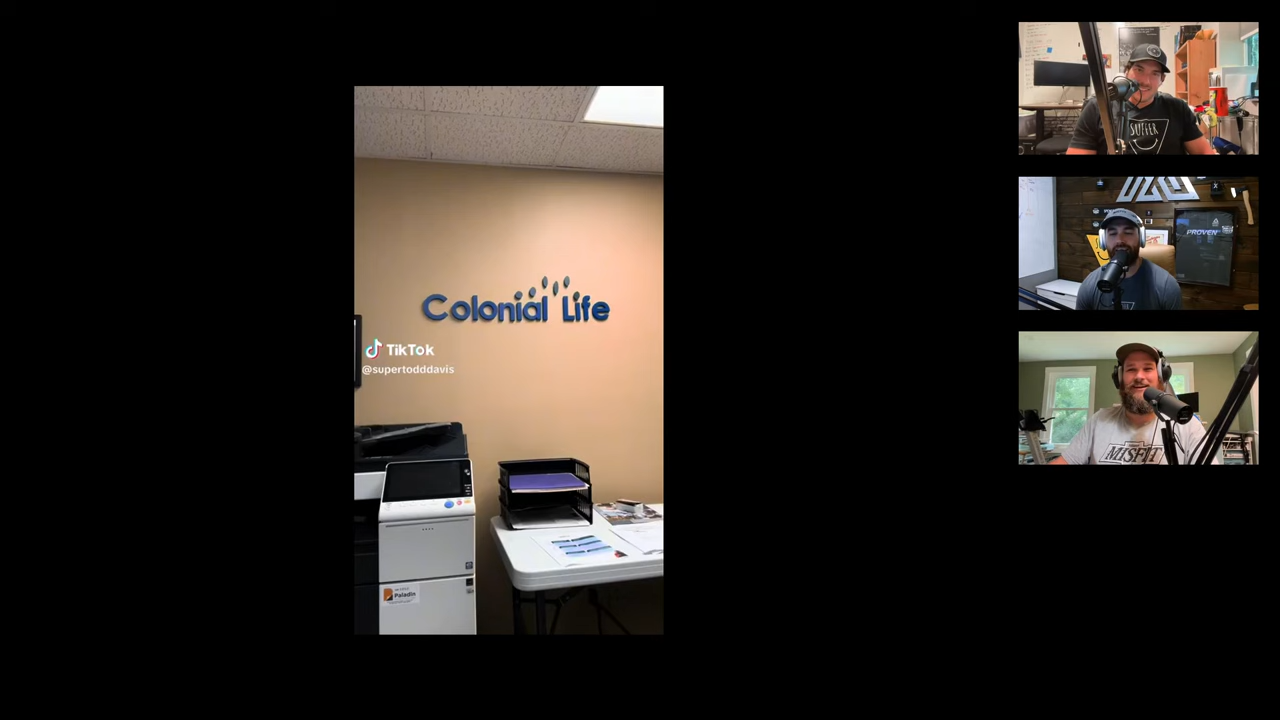 Colonial Life
TikTok
@supertodddavis
Paladin
SUFFER
PROVEN
MISFIT